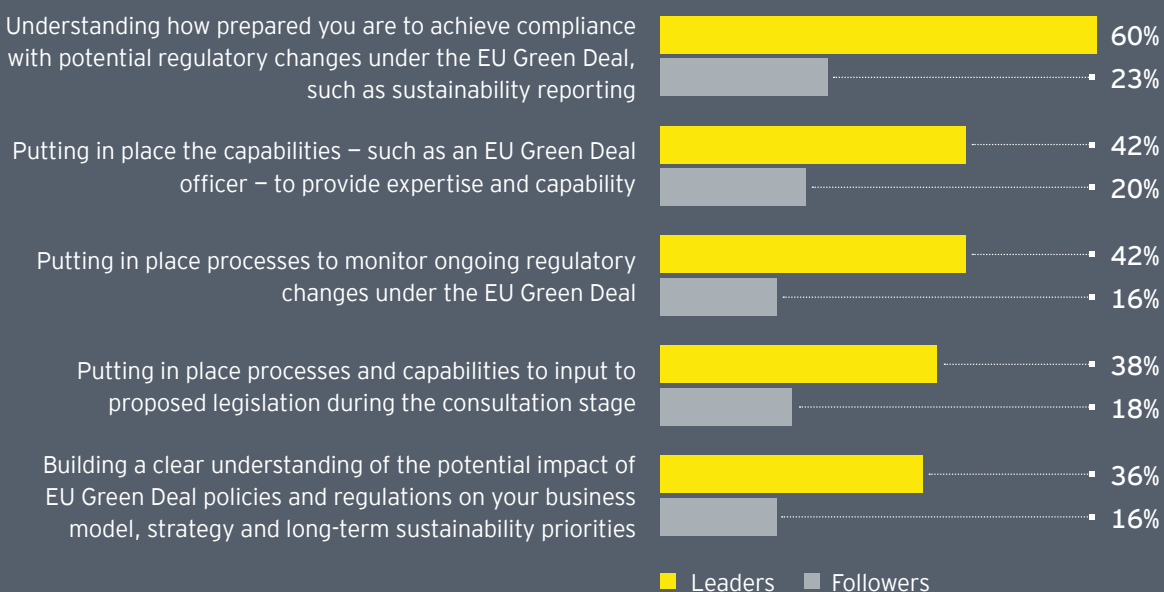 Understanding how prepared you are to achieve compliance
with potential regulatory changes under the EU Green Deal,
such as sustainability reporting
60%
23%
Putting in place the capabilities – such as an EU Green Deal
officer – to provide expertise and capability
42%
20%
Putting in place processes to monitor ongoing regulatory
changes under the EU Green Deal
42%
16%
Putting in place processes and capabilities to input to
proposed legislation during the consultation stage
38%
18%
Building a clear understanding of the potential impact of
EU Green Deal policies and regulations on your business
model, strategy and long-term sustainability priorities
36%
16%
Leaders Followers